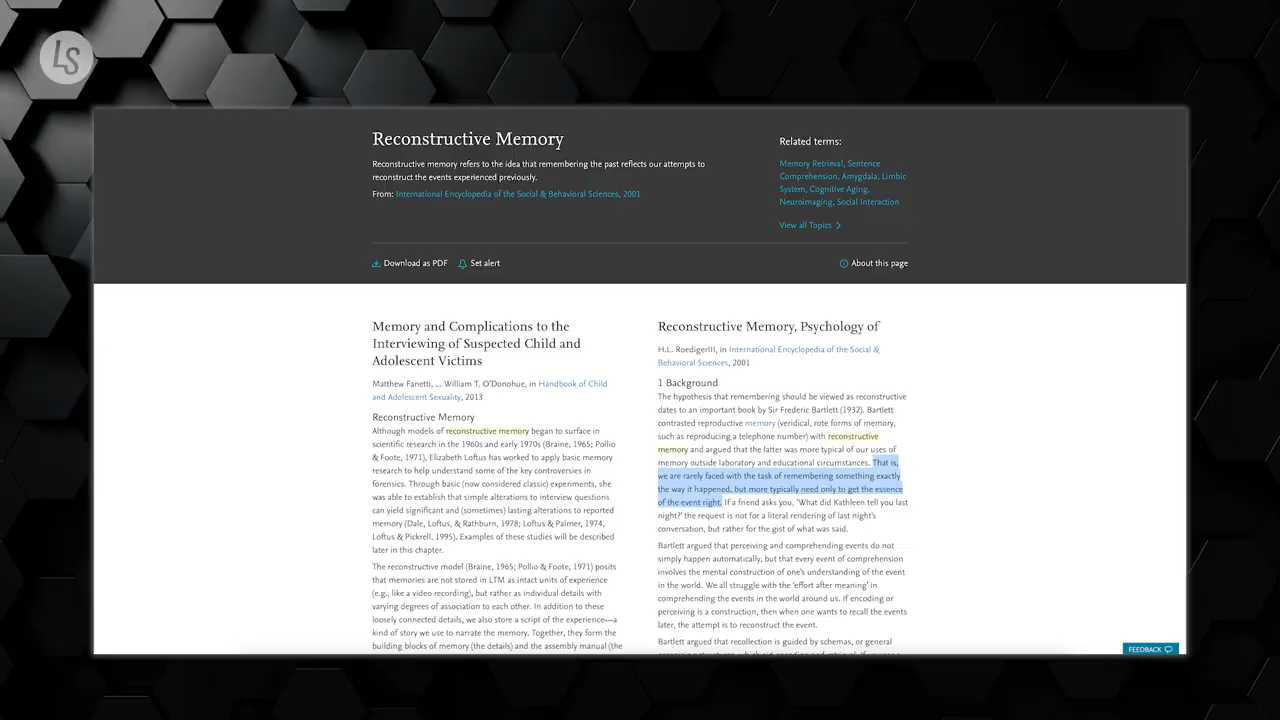 LS
Reconstructive Memory
Reconstructive memory refers to the idea that remembering the past reflects our attempts to
reconstruct the events experienced previously.
From: International Encyclopedia of the Social & Behavioral Sciences, 2001
Related terms:
Memory Retrieval, Sentence
Comprehension, Amygdala, Limbic
System, Cognitive Aging,
Neuroimaging, Social Interaction
View all Topics
Download as PDF
Set alert
About this page
Memory and Complications to the
Interviewing of Suspected Child and
Adolescent Victims
Matthew Fanetti, ... William T. O'Donohue, in Handbook of Child
and Adolescent Sexuality, 2013
Reconstructive Memory
Although models of reconstructive memory began to surface in
scientific research in the 1960s and early 1970s (Braine, 1965; Pollio
& Foote, 1971), Elizabeth Loftus has worked to apply basic memory
research to help understand some of the key controversies in
forensics. Through basic (now considered classic) experiments, she
was able to establish that simple alterations to interview questions
can yield significant and (sometimes) lasting alterations to reported
memory (Dale, Loftus, & Rathburn, 1978; Loftus & Palmer, 1974,
Loftus & Pickrell, 1995). Examples of these studies will be described
later in this chapter.
The reconstructive model (Braine, 1965; Pollio & Foote, 1971) posits
that memories are not stored in LTM as intact units of experience
(e.g., like a video recording), but rather as individual details with
varying degrees of association to each other. In addition to these
loosely connected details, we also store a script of the experience—a
kind of story we use to narrate the memory. Together, they form the
building blocks of memory (the details) and the assembly manual (the
Reconstructive Memory, Psychology of
H.L. RoedigerIII, in International Encyclopedia of the Social &
Behavioral Sciences, 2001
1 Background
The hypothesis that remembering should be viewed as reconstructive
dates to an important book by Sir Frederic Bartlett (1932). Bartlett
contrasted reproductive memory (veridical, rote forms of memory,
such as reproducing a telephone number) with reconstructive
memory and argued that the latter was more typical of our uses of
memory outside laboratory and educational circumstances. That is,
we are rarely faced with the task of remembering something exactly
the way it happened, but more typically need only to get the essence
of the event right. If a friend asks you, 'What did Kathleen tell you last
night?' the request is not for a literal rendering of last night's
conversation, but rather for the gist of what was said.
Bartlett argued that perceiving and comprehending events do not
simply happen automatically, but that every event of comprehension
involves the mental construction of one's understanding of the event
in the world. We all struggle with the 'effort after meaning' in
comprehending the events in the world around us. If encoding or
perceiving is a construction, then when one wants to recall the events
later, the attempt is to reconstruct the event.
Bartlett argued that recollection is guided by schemas, or general
FEEDBACK